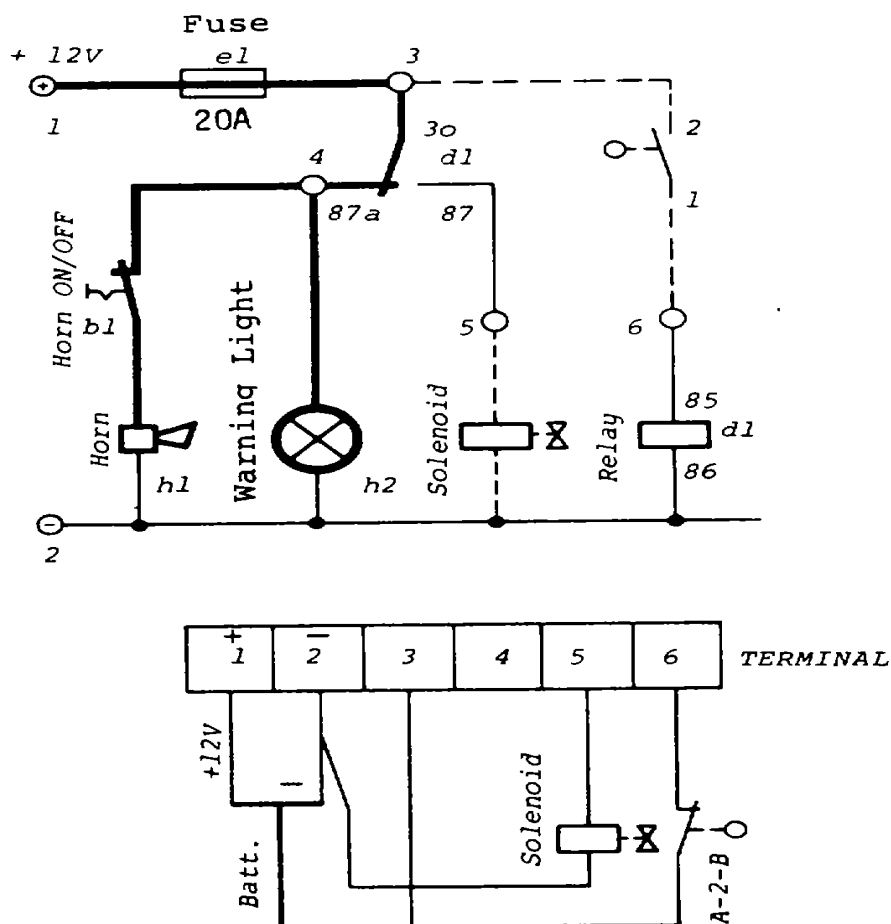 Fuse
+ 12V
e1
3
1
20A
3o
2
4
d1
87a
87
1
Horn ON/OFF
b1
Warning Light
5
6
Horn
h1
h2
Solenoid
Relay
85
d1
86
2
+
1
−
2
3
4
5
6
TERMINAL
+12V
−
Batt.
Solenoid
A-2-B